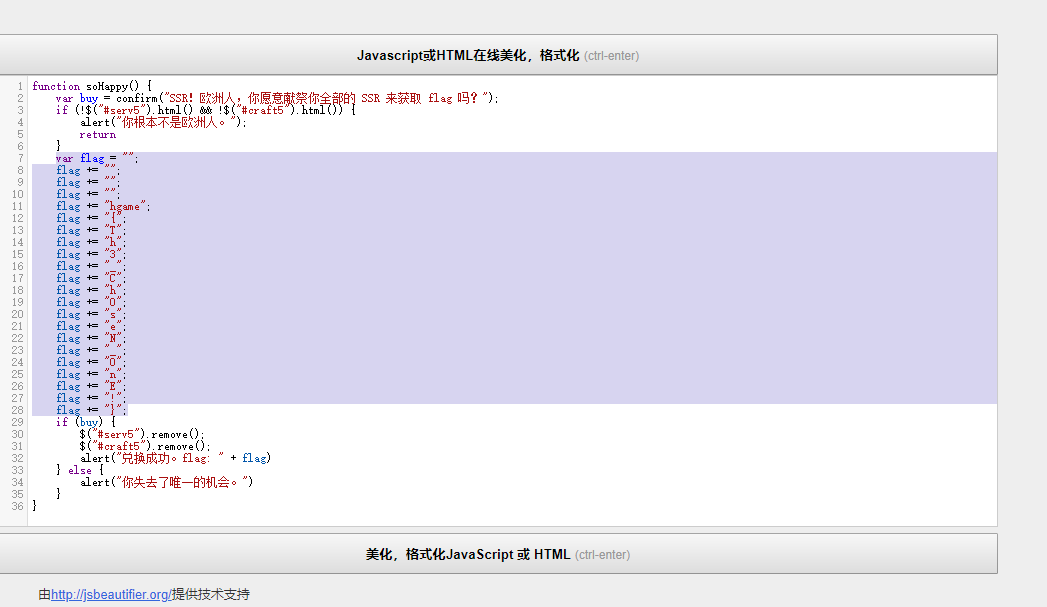 Javascript或HTML在线美化，格式化 (ctrl-enter)
1 function soHappy() {
2 var buy = confirm("SSR！欧洲人，你愿意献祭你全部的 SSR 来获取 flag 吗？");
3 if (!$("#serv5").html() && !$("#craft5").html()) {
4 alert("你根本不是欧洲人。");
5 return
6 }
7 var flag = "";
8 flag += "";
9 flag += "";
10 flag += "";
11 flag += "hgame";
12 flag += "{";
13 flag += "T";
14 flag += "h";
15 flag += "3";
16 flag += "_";
17 flag += "C";
18 flag += "h";
19 flag += "O";
20 flag += "s";
21 flag += "e";
22 flag += "N";
23 flag += "_";
24 flag += "O";
25 flag += "n";
26 flag += "E";
27 flag += "!";
28 flag += "}";
29 if (buy) {
30 $("#serv5").remove();
31 $("#craft5").remove();
32 alert("兑换成功。flag: " + flag)
33 } else {
34 alert("你失去了唯一的机会。")
35 }
36 }
美化，格式化JavaScript 或 HTML (ctrl-enter)
由http://jsbeautifier.org/提供技术支持